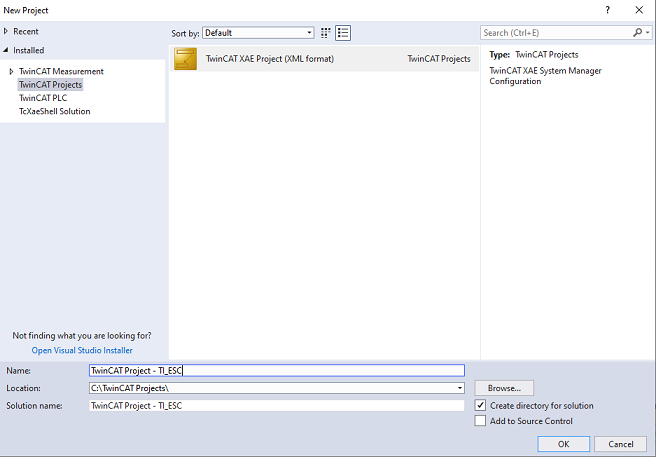 New Project
Recent
Sort by: Default
Search (Ctrl+E)
Installed
TwinCAT Measurement
TwinCAT Projects
TwinCAT PLC
TcXaeShell Solution
TwinCAT XAE Project (XML format) TwinCAT Projects
Type: TwinCAT Projects
TwinCAT XAE System Manager
Configuration
Not finding what you are looking for?
Open Visual Studio Installer
Name: TwinCAT Project - TI_ESC
Location: C:\TwinCAT Projects\ Browse...
Solution name: TwinCAT Project - TI_ESC
Create directory for solution
Add to Source Control
OK Cancel